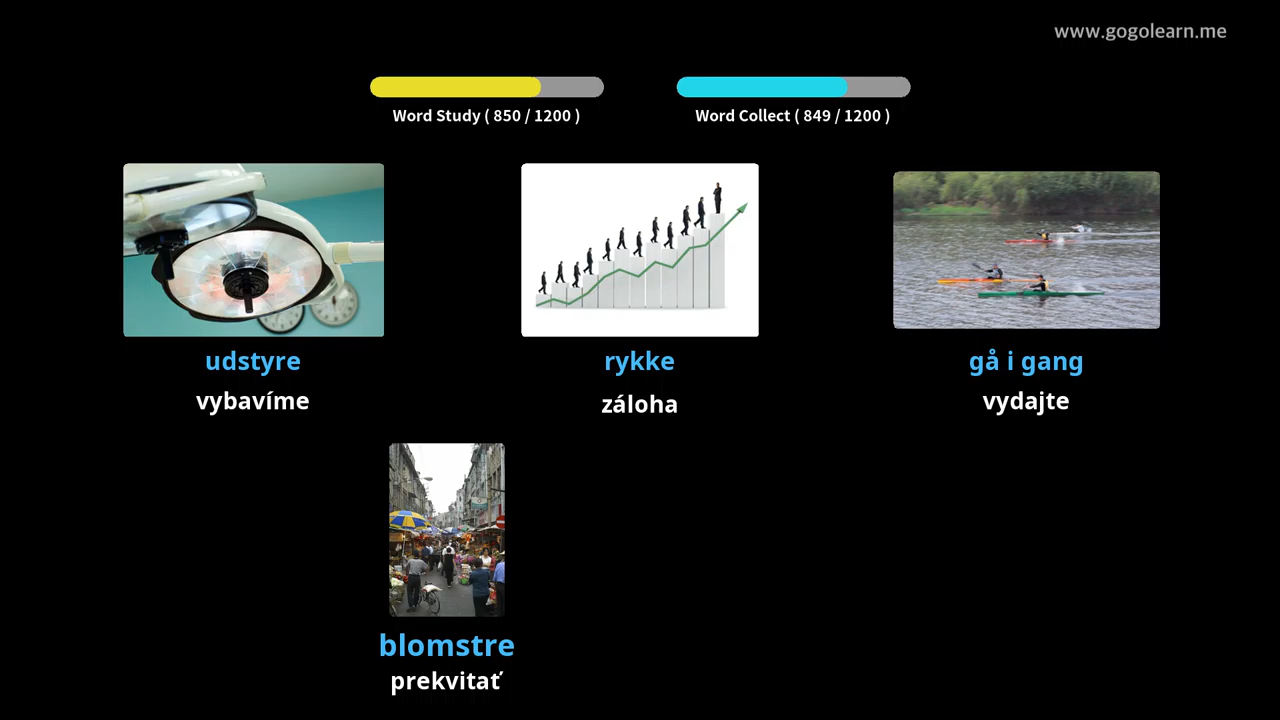 www.gogolearn.me
Word Study ( 850 / 1200 )
Word Collect ( 849 / 1200 )
udstyre
vybavíme
rykke
záloha
gå i gang
vydajte
blomstre
prekvitať